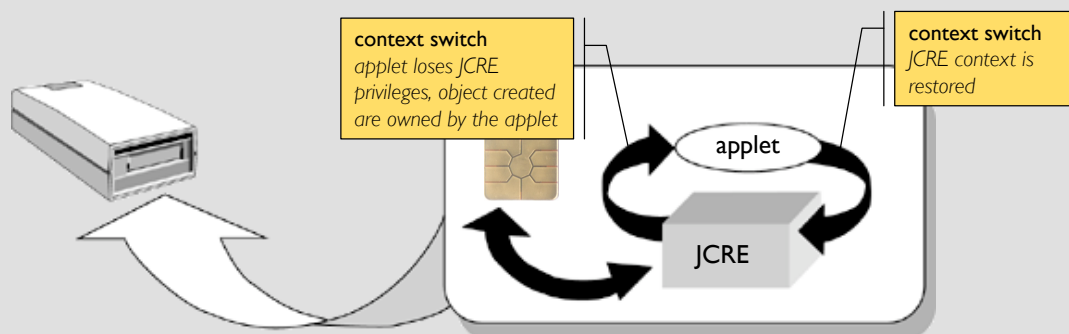 context switch
applet loses JCRE
privileges, object created
are owned by the applet
context switch
JCRE context is
restored
applet
JCRE